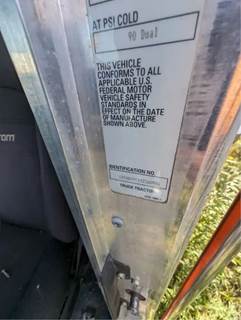 AT PSI COLD
90 Dual
THIS VEHICLE
CONFORMS TO ALL
APPLICABLE U.S.
FEDERAL MOTOR
VEHICLE SAFETY
STANDARDS IN
EFFECT ON THE DATE
OF MANUFACTURE
SHOWN ABOVE.
IDENTIFICATION NO.
TRUCK TRACTOR